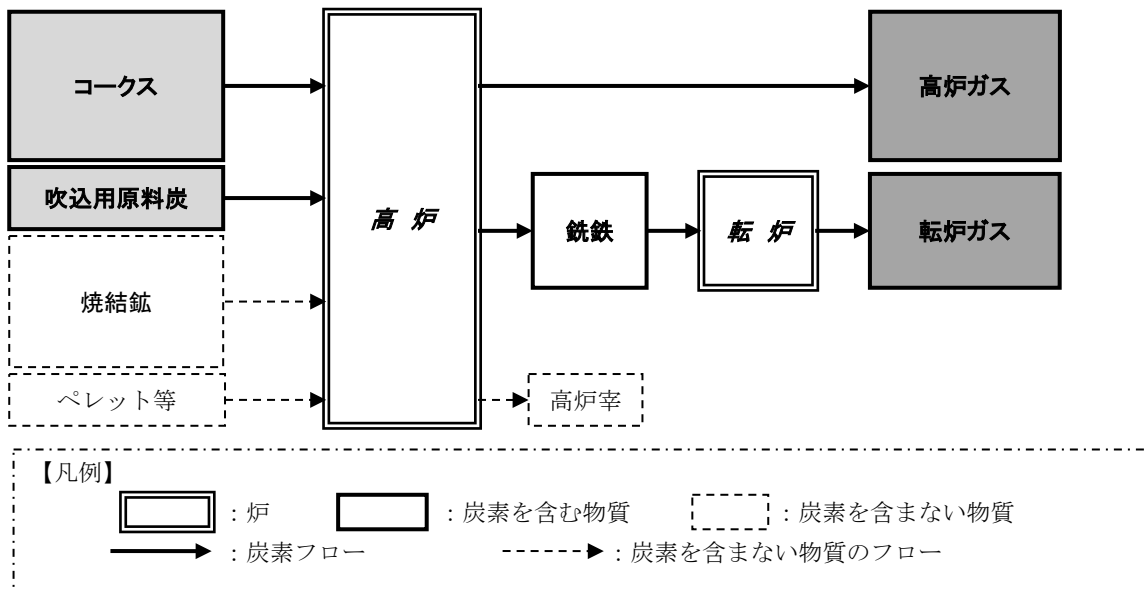 コークス
吹込用原料炭
焼結鉱
ペレット等
高 炉
銑鉄
転 炉
高炉ガス
転炉ガス
高炉宰
【凡例】
：炉
：炭素を含む物質
：炭素を含まない物質
：炭素フロー
：炭素を含まない物質のフロー